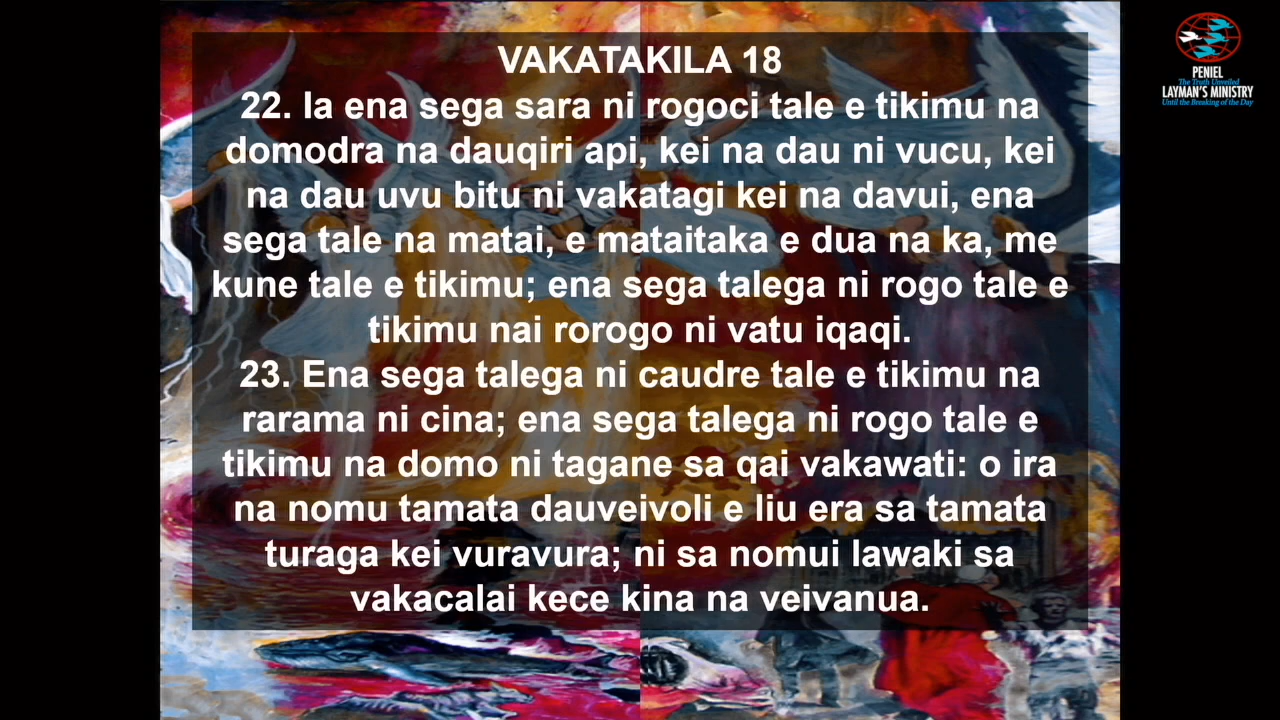 VAKATAKILA 18
22. Ia ena sega sara ni rogoci tale e tikimu na
domodra na dauqiri api, kei na dau ni vucu, kei
na dau uvu bitu ni vakatagi kei na davui, ena
sega tale na matai, e mataitaka e dua na ka, me
kune tale e tikimu; ena sega talega ni rogo tale e
tikimu nai rorogo ni vatu iqaqi.
23. Ena sega talega ni caudre tale e tikimu na
rarama ni cina; ena sega talega ni rogo tale e
tikimu na domo ni tagane sa qai vakawati: o ira
na nomu tamata dauveivoli e liu era sa tamata
turaga kei vuravura; ni sa nomui lawaki sa
vakacalai kece kina na veivanua.
PENIEL
The Truth Unveiled
LAYMAN'S MINISTRY
Until the Breaking of the Day